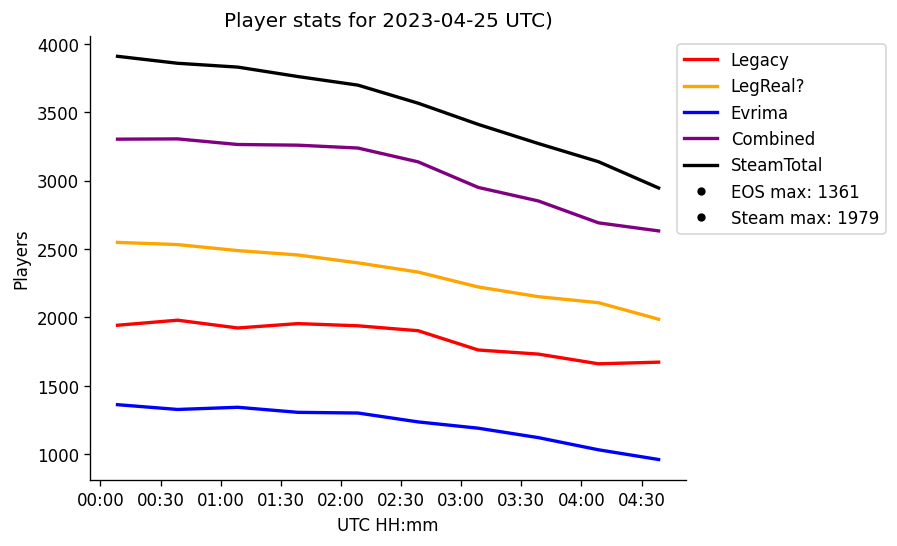 Player stats for 2023-04-25 UTC)
4000
3500
3000
2500
2000
1500
1000
Players
00:00 00:30 01:00 01:30 02:00 02:30 03:00 03:30 04:00 04:30
UTC HH:mm
Legacy
LegReal?
Evrima
Combined
SteamTotal
EOS max: 1361
Steam max: 1979